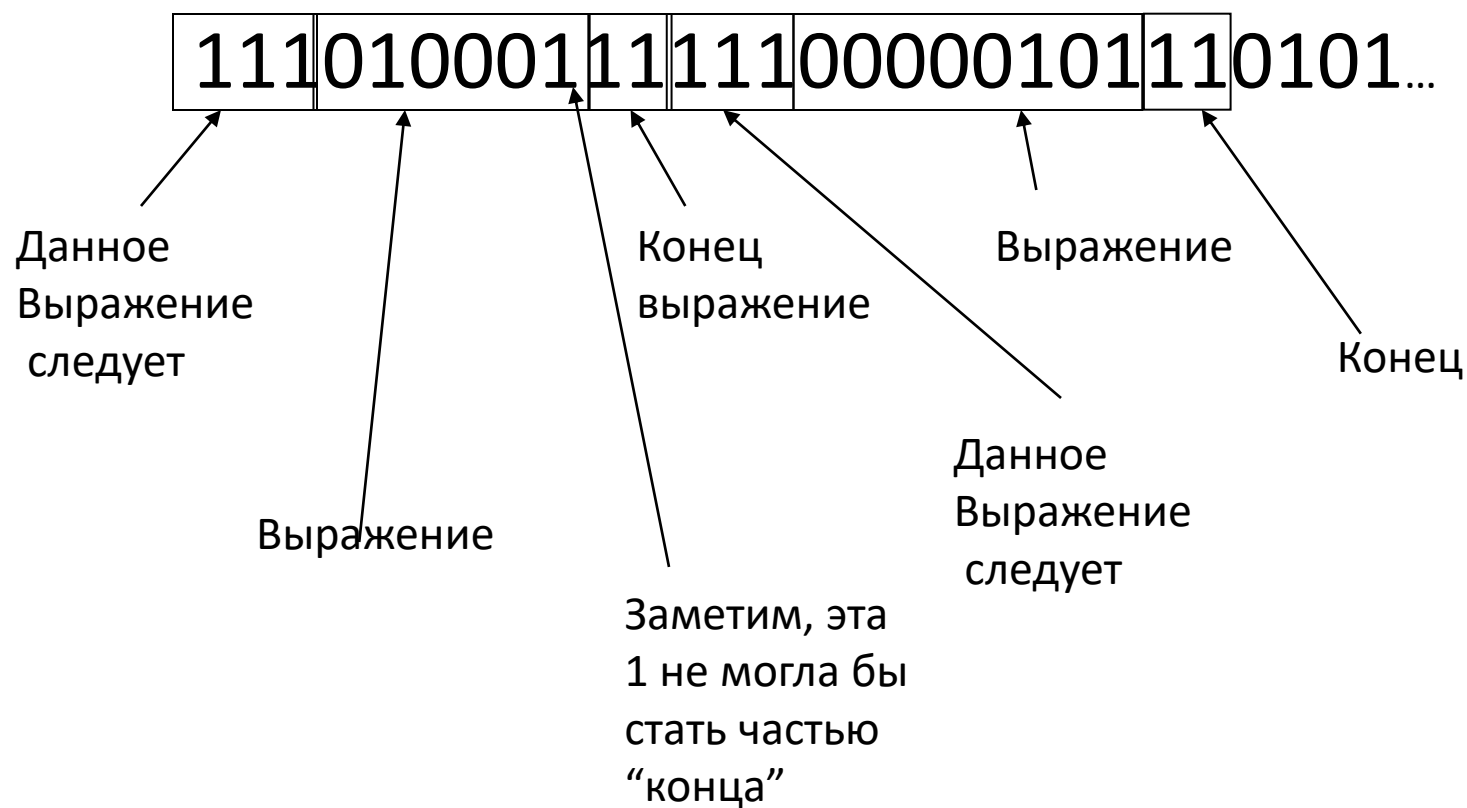 111010001111110000010111​0101...
Данное
Выражение
следует
Конец
выражение
Выражение
Конец
Данное
Выражение
следует
Выражение
Заметим, эта
1 не могла бы
стать частью
“конца”